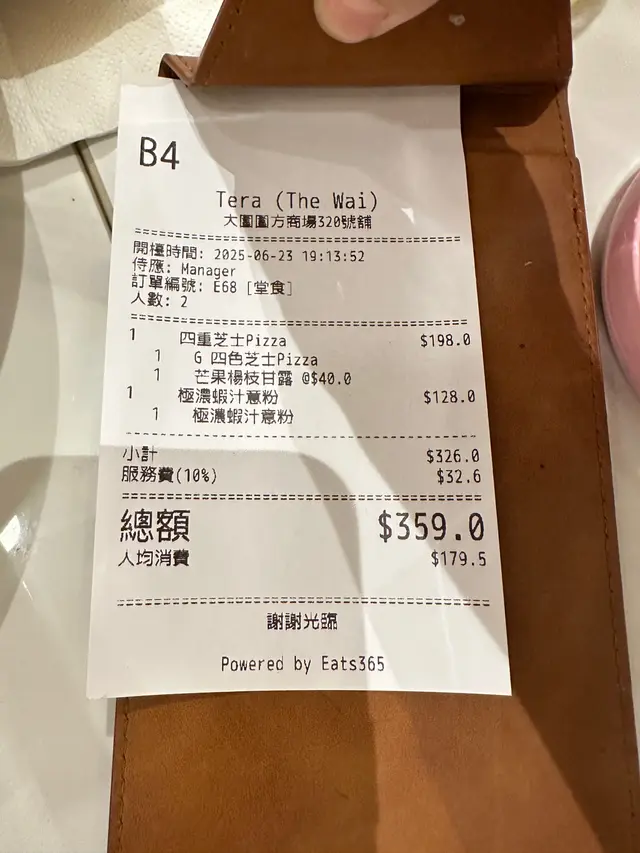 B4
Tera (The Wai)
大圍圍方商場320號舖
開檯時間: 2025-06-23 19:13:52
侍應: Manager
訂單編號: E68 [堂食]
人數: 2
1 四重芝士Pizza $198.0
1 G 四色芝士Pizza
1 芒果楊枝甘露 @$40.0
1 極濃蝦汁意粉 $128.0
1 極濃蝦汁意粉
小計 $326.0
服務費(10%) $32.6
總額 $359.0
人均消費 $179.5
謝謝光臨
Powered by Eats365